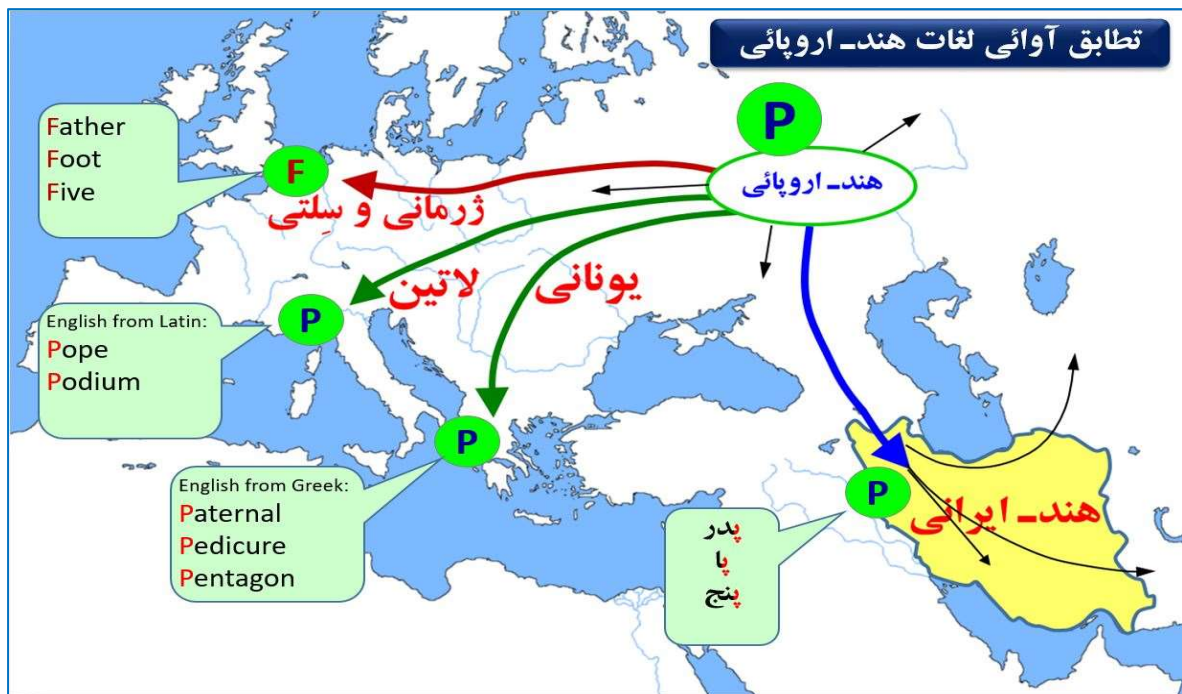 تطابق آوائی لغات هند‌ـ اروپائی
P
هند‌ـ اروپائی
Father
Foot
Five
F
ژرمانی و سِلتی
لاتین
یونانی
P
English from Latin:
Pope
Podium
P
English from Greek:
Paternal
Pedicure
Pentagon
P
هند‌ـ ایرانی
پدر
پا
پنج